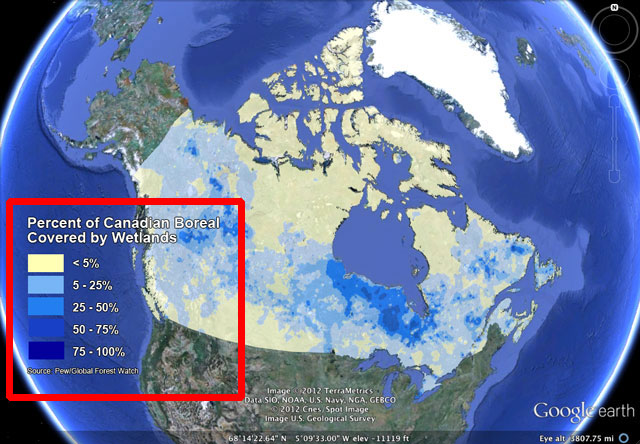 N
Percent of Canadian Boreal
Covered by Wetlands
< 5%
5 - 25%
25 - 50%
50 - 75%
75 - 100%
Source: Pew/Global Forest Watch
Image © 2012 TerraMetrics
Data SIO, NOAA, U.S. Navy, NGA, GEBCO
© 2012 Cnes/Spot Image
Image U.S. Geological Survey
Google earth
68°14'22.64" N 5°09'33.00" W elev -11119 ft
Eye alt 3807.75 mi